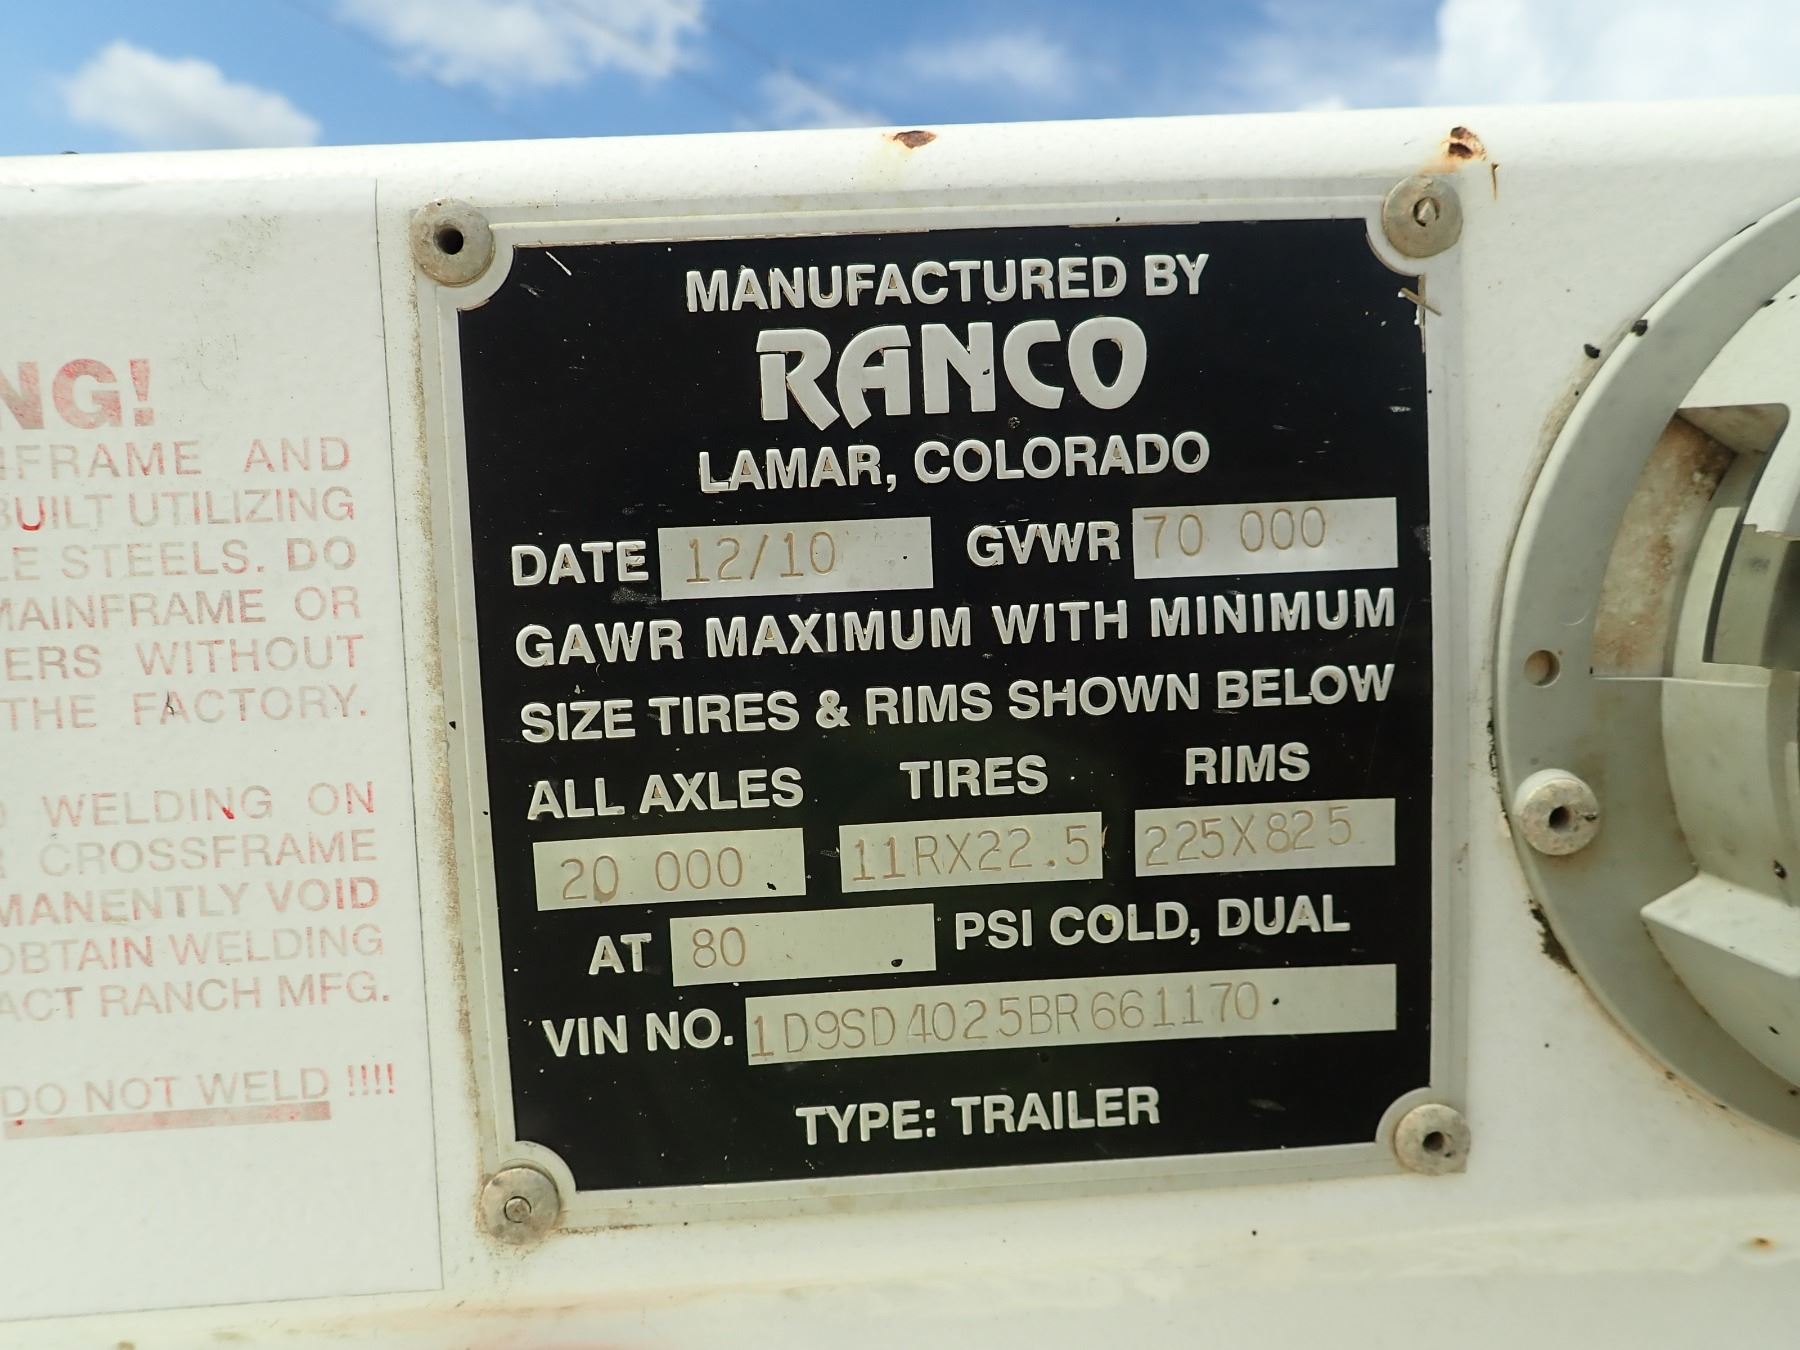 NG!
FRAME AND
BUILT UTILIZING
LE STEELS. DO
MAINFRAME OR
ERS WITHOUT
THE FACTORY.
WELDING ON
CROSSFRAME
MANENTLY VOID
OBTAIN WELDING
ACT RANCH MFG.
DO NOT WELD !!!!
MANUFACTURED BY
RANCO
LAMAR, COLORADO
DATE 12/10 GVWR 70 000
GAWR MAXIMUM WITH MINIMUM
SIZE TIRES & RIMS SHOWN BELOW
ALL AXLES TIRES RIMS
20 000 11RX22.5 225X825
AT 80 PSI COLD, DUAL
VIN NO. 1D9SD4025BR661170
TYPE: TRAILER